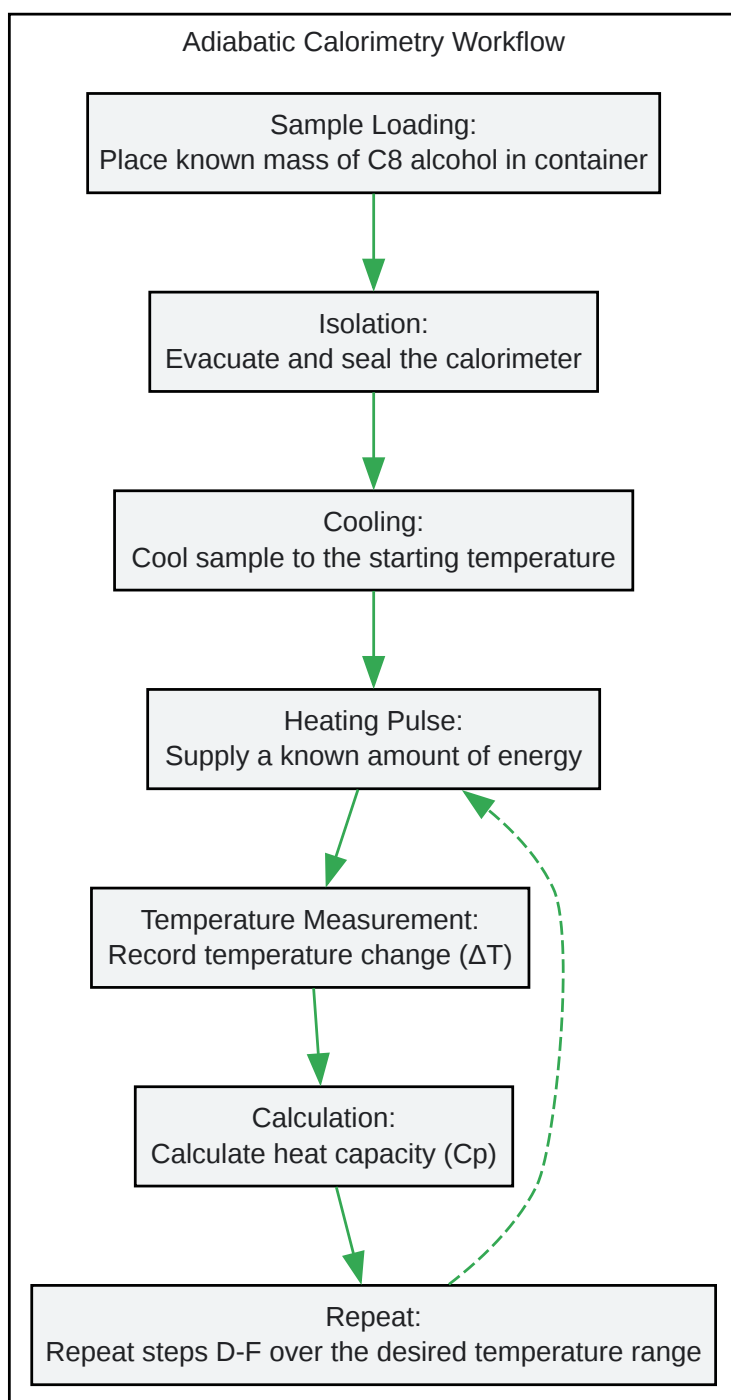 Adiabatic Calorimetry Workflow
Sample Loading:
Place known mass of C8 alcohol in container
Isolation:
Evacuate and seal the calorimeter
Cooling:
Cool sample to the starting temperature
Heating Pulse:
Supply a known amount of energy
Temperature Measurement:
Record temperature change (ΔT)
Calculation:
Calculate heat capacity (Cp)
Repeat:
Repeat steps D-F over the desired temperature range